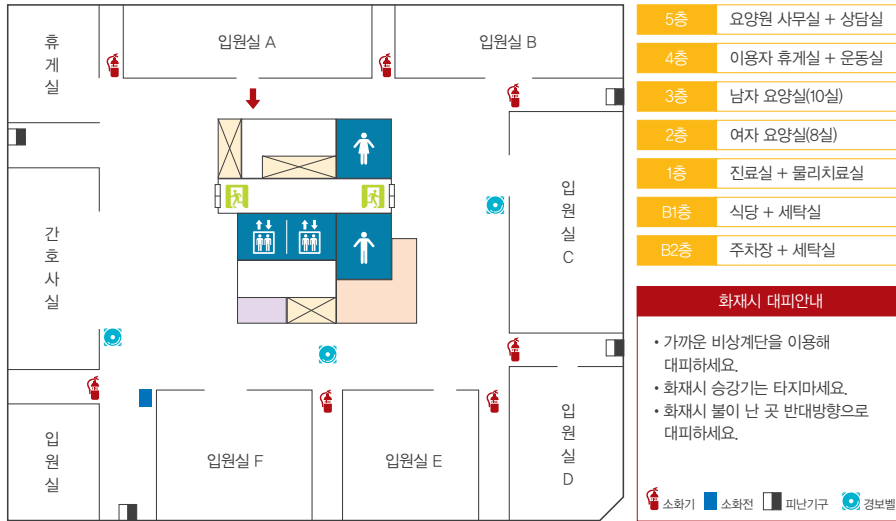 휴게실
입원실 A
입원실 B
간호사실
입원실 C
입원실
입원실 F
입원실 E
입원실 D
5층 요양원 사무실 + 상담실
4층 이용자 휴게실 + 운동실
3층 남자 요양실(10실)
2층 여자 요양실(8실)
1층 진료실 + 물리치료실
B1층 식당 + 세탁실
B2층 주차장 + 세탁실
화재시 대피안내
• 가까운 비상계단을 이용해
대피하세요.
• 화재시 승강기는 타지마세요.
• 화재시 불이 난 곳 반대방향으로
대피하세요.
소화기 소화전 피난기구 경보벨